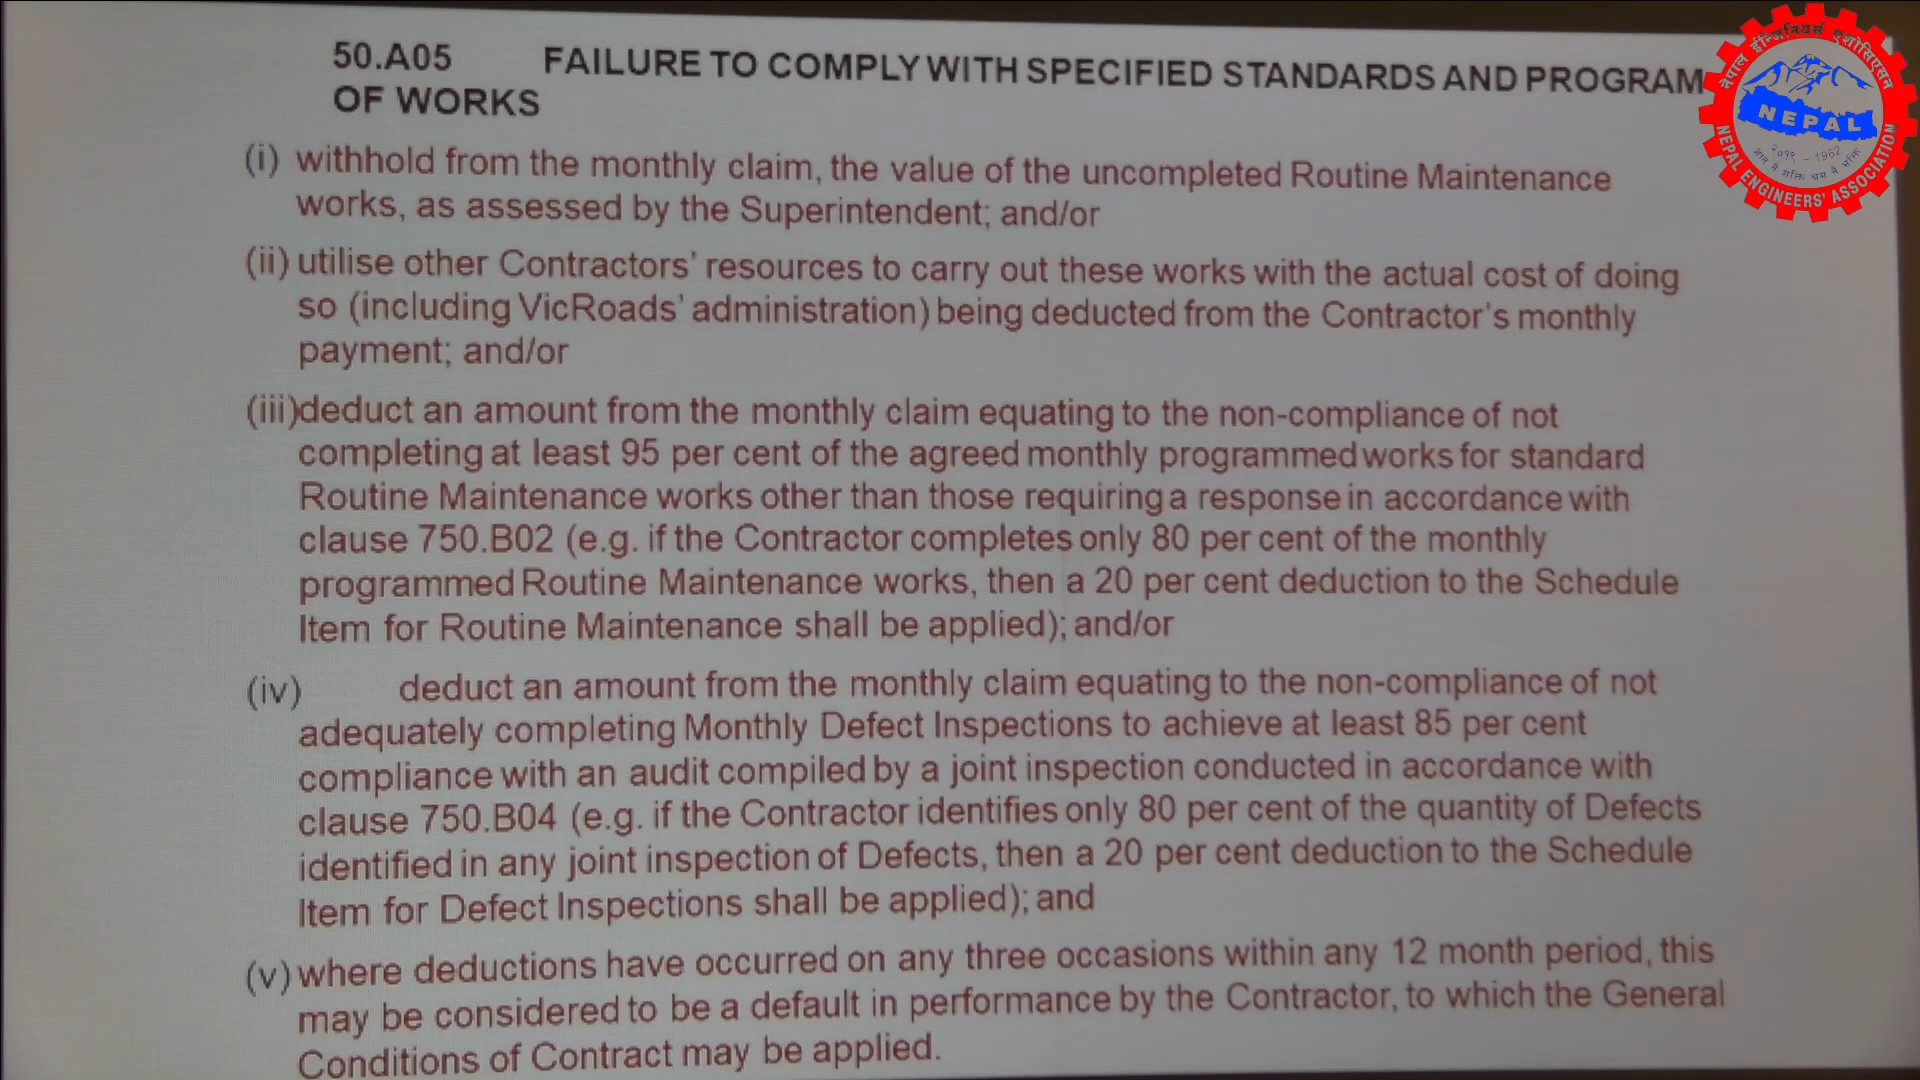 50.A05 FAILURE TO COMPLY WITH SPECIFIED STANDARDS AND PROGRAM
OF WORKS
(i) withhold from the monthly claim, the value of the uncompleted Routine Maintenance
works, as assessed by the Superintendent; and/or
(ii) utilise other Contractors' resources to carry out these works with the actual cost of doing
so (including VicRoads' administration) being deducted from the Contractor's monthly
payment; and/or
(iii)deduct an amount from the monthly claim equating to the non-compliance of not
completing at least 95 per cent of the agreed monthly programmed works for standard
Routine Maintenance works other than those requiring a response in accordance with
clause 750.B02 (e.g. if the Contractor completes only 80 per cent of the monthly
programmed Routine Maintenance works, then a 20 per cent deduction to the Schedule
Item for Routine Maintenance shall be applied); and/or
(iv) deduct an amount from the monthly claim equating to the non-compliance of not
adequately completing Monthly Defect Inspections to achieve at least 85 per cent
compliance with an audit compiled by a joint inspection conducted in accordance with
clause 750.B04 (e.g. if the Contractor identifies only 80 per cent of the quantity of Defects
identified in any joint inspection of Defects, then a 20 per cent deduction to the Schedule
Item for Defect Inspections shall be applied); and
(v) where deductions have occurred on any three occasions within any 12 month period, this
may be considered to be a default in performance by the Contractor, to which the General
Conditions of Contract may be applied.
नेपाल ईन्जिनियर्स एशोसिएसन
NEPAL
२०१९ - 1962
NEPAL ENGINEERS' ASSOCIATION